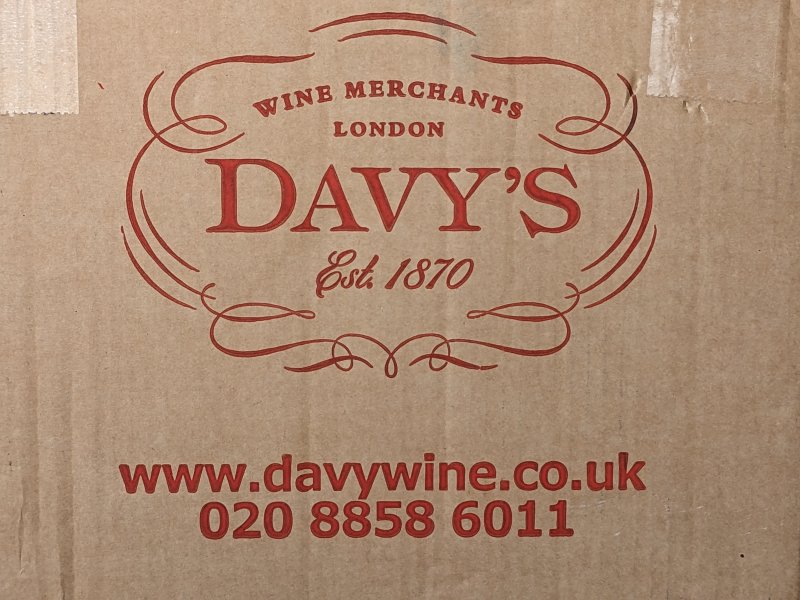 WINE MERCHANTS
LONDON
DAVY'S
Est. 1870
www.davywine.co.uk
020 8858 6011